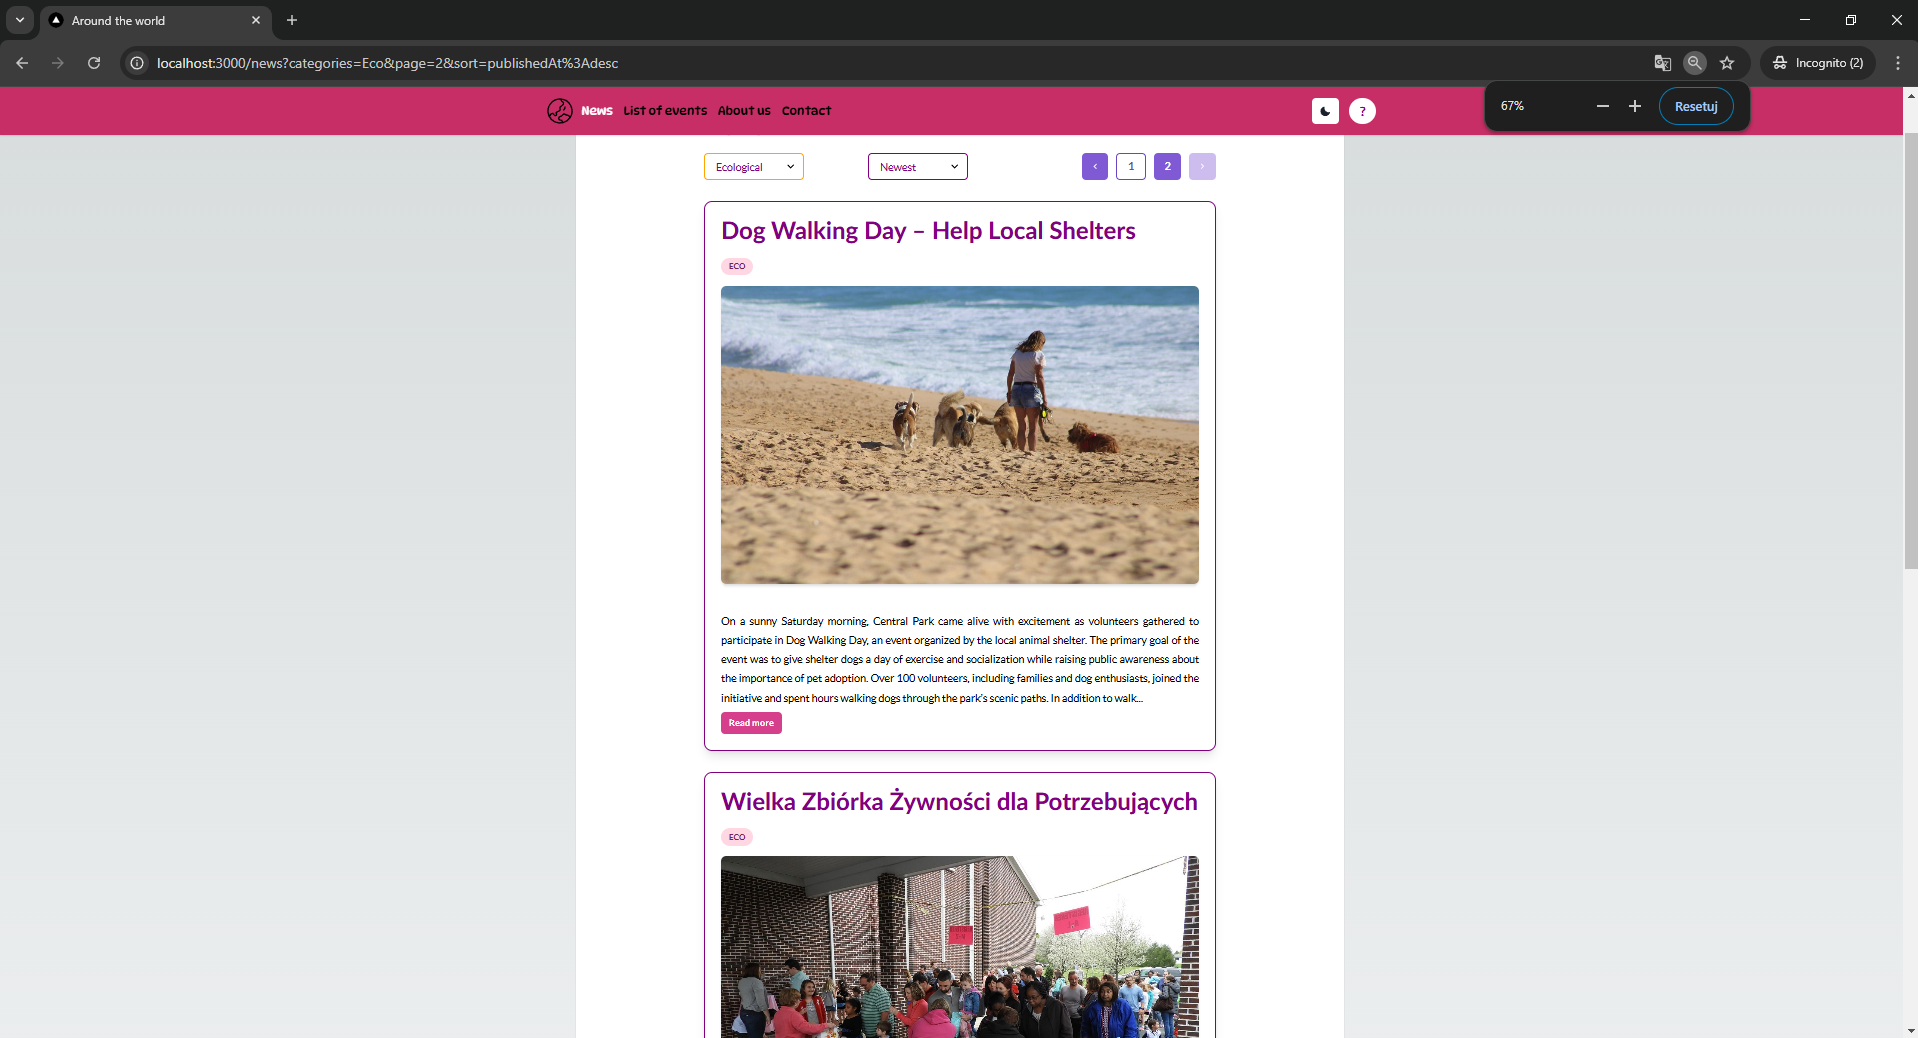 Around the world
localhost:3000/news?categories=Eco&page=2&sort=publishedAt%3Adesc
Incognito (2)
67%
Resetuj
News List of events About us Contact
?
Ecological
Newest
‹ 1 2 ›
Dog Walking Day – Help Local Shelters
ECO
On a sunny Saturday morning, Central Park came alive with excitement as volunteers gathered to
participate in Dog Walking Day, an event organized by the local animal shelter. The primary goal of the
event was to give shelter dogs a day of exercise and socialization while raising public awareness about
the importance of pet adoption. Over 100 volunteers, including families and dog enthusiasts, joined the
initiative and spent hours walking dogs through the park's scenic paths. In addition to walk...
Read more
Wielka Zbiórka Żywności dla Potrzebujących
ECO